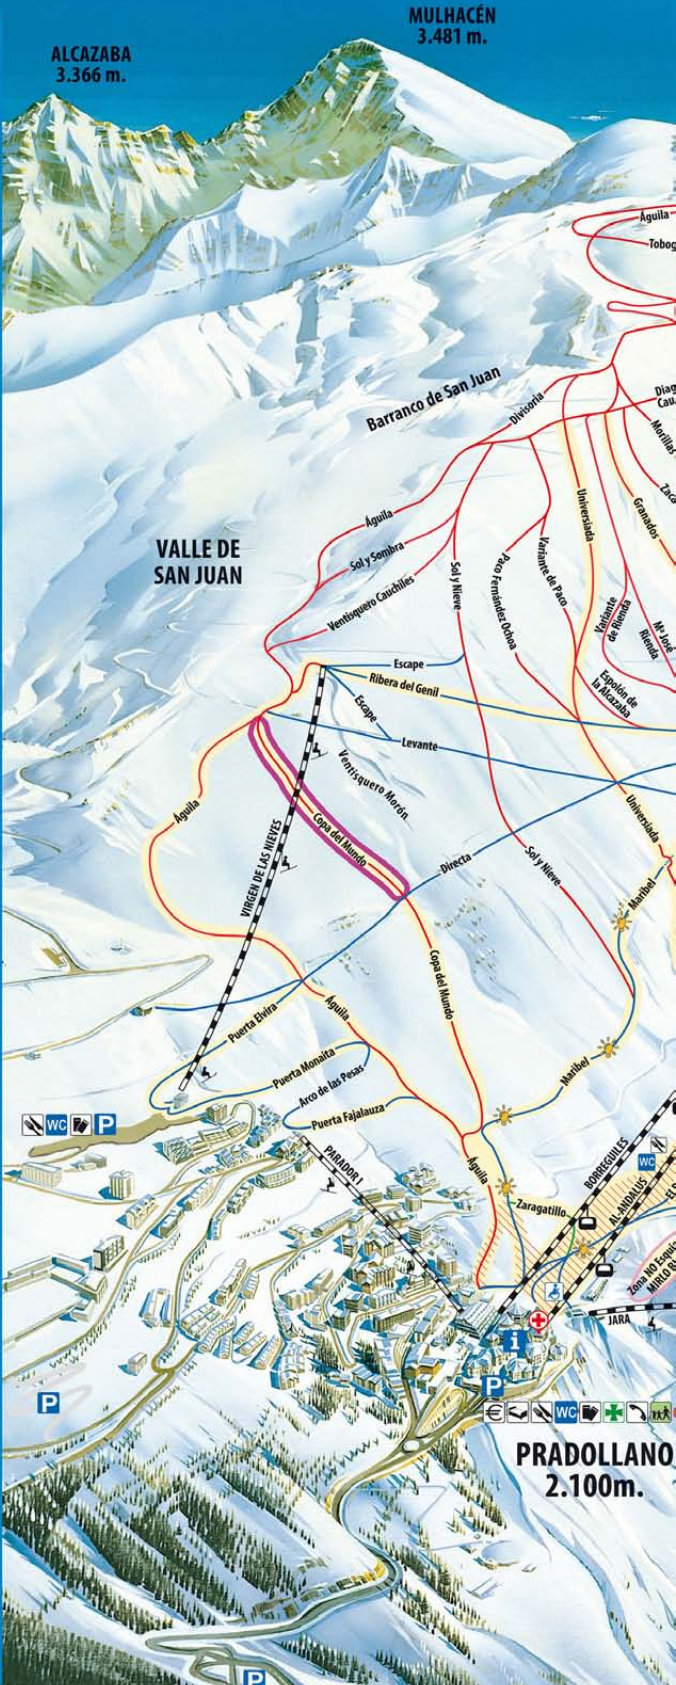 MULHACÉN
3.481 m.
ALCAZABA
3.366 m.
Águila
Barranco de San Juan
Divisoria
Morillas
Águila
Universiada
Granados
VALLE DE
SAN JUAN
Sol y Sombra
Sol y Nieve
Paco Fernández Ochoa
Variante de Paco
Ventisquero Cauchiles
Variante
de Rienda
Mª José
Rienda
Escape
Ribera del Genil
Espolón de
la Alcazaba
Escape
Levante
Ventisquero Morón
Águila
Copa del Mundo
Universiada
VIRGEN DE LAS NIEVES
Directa
Sol y Nieve
Maribel
Copa del Mundo
Águila
Puerta Elvira
Puerta Monaita
Arco de las Pesas
Maribel
Puerta Fajalauza
WC
P
PARADOR I
Águila
BORREGUILES
WC
AL-ANDALUS
Zaragatillo
Zona NO Esquia
JARA
i
P
P
€
WC
PRADOLLANO
2.100m.
P